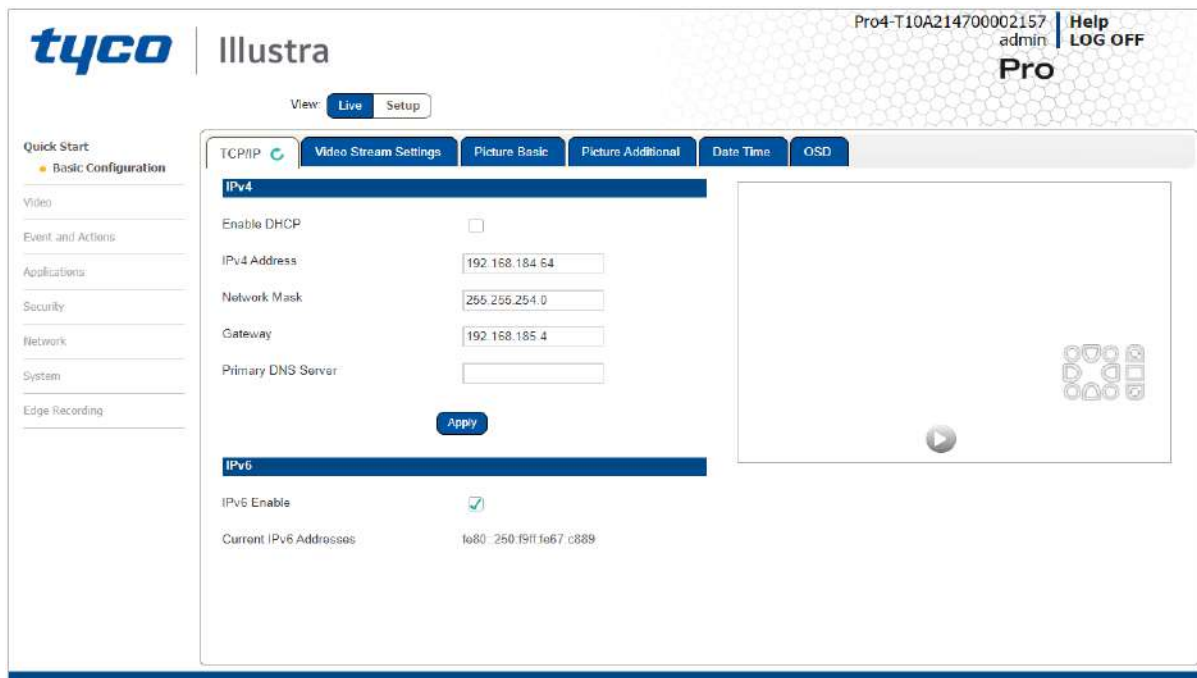 tyco
Illustra
Pro4-T10A214700002157
Help
admin
LOG OFF
Pro
View:
Live
Setup
Quick Start
Basic Configuration
Video
Event and Actions
Applications
Security
Network
System
Edge Recording
TCP/IP
Video Stream Settings
Picture Basic
Picture Additional
Date Time
OSD
IPv4
Enable DHCP
IPv4 Address
192.168.184.64
Network Mask
255.255.254.0
Gateway
192.168.185.4
Primary DNS Server
Apply
IPv6
IPv6 Enable
Current IPv6 Addresses
fe80::250:f9ff:fe67:c889